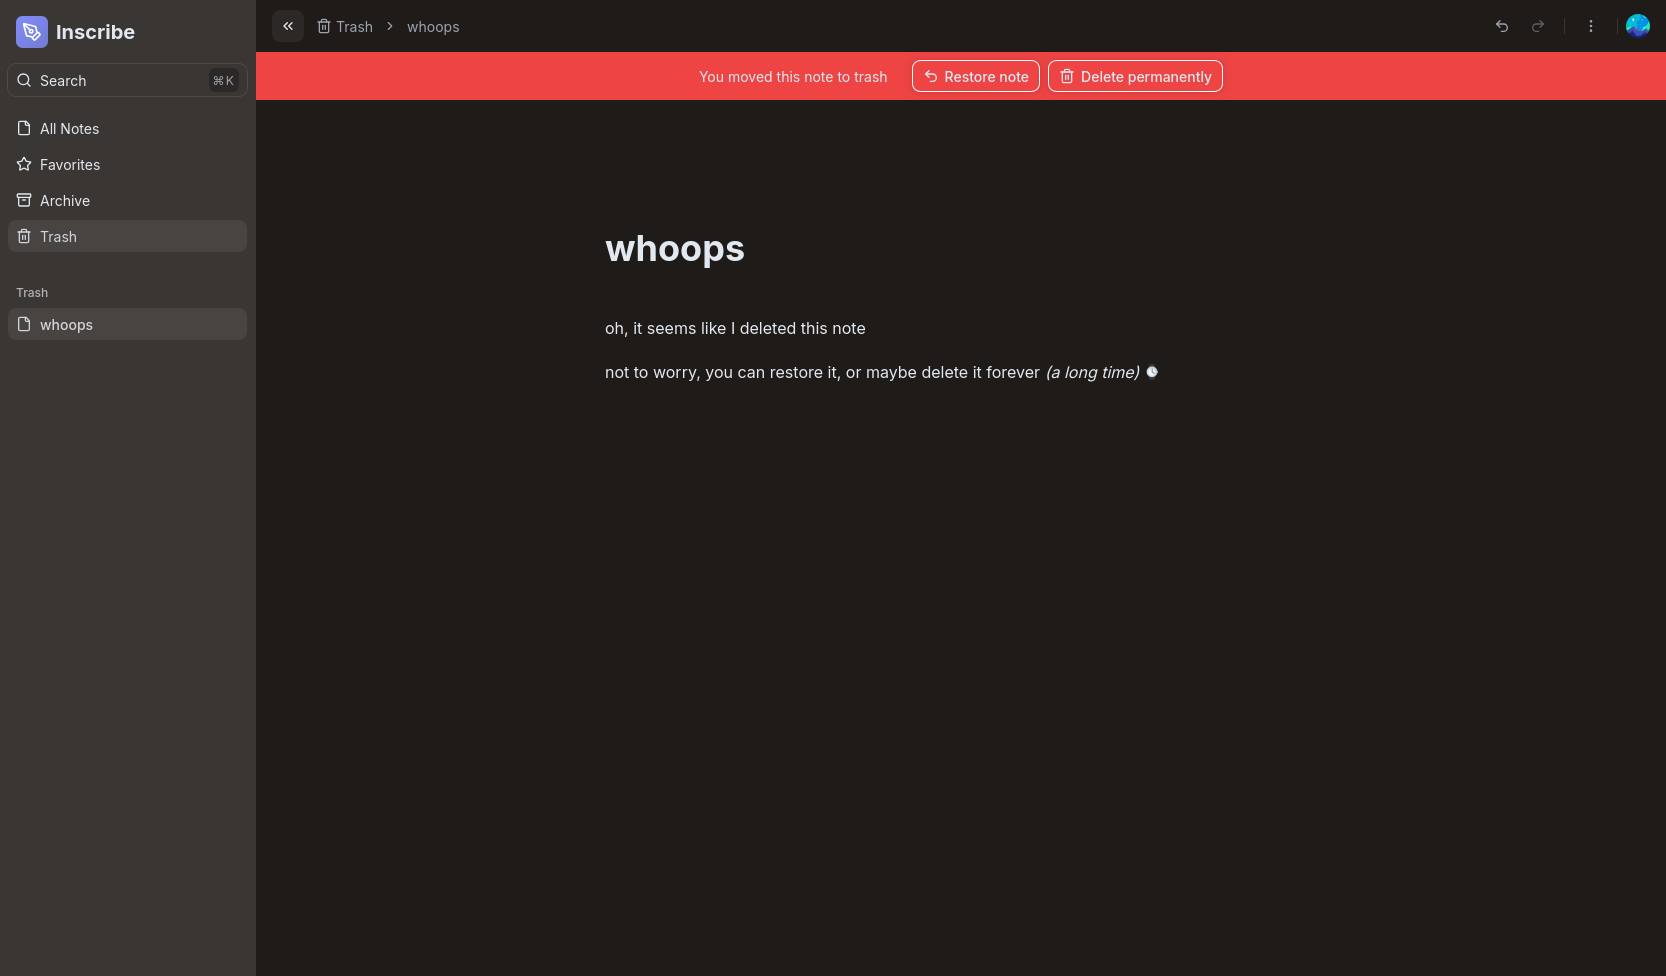 Inscribe
Search ⌘K
All Notes
Favorites
Archive
Trash
Trash
whoops
Trash > whoops
You moved this note to trash Restore note Delete permanently
whoops
oh, it seems like I deleted this note
not to worry, you can restore it, or maybe delete it forever (a long time) ⌚